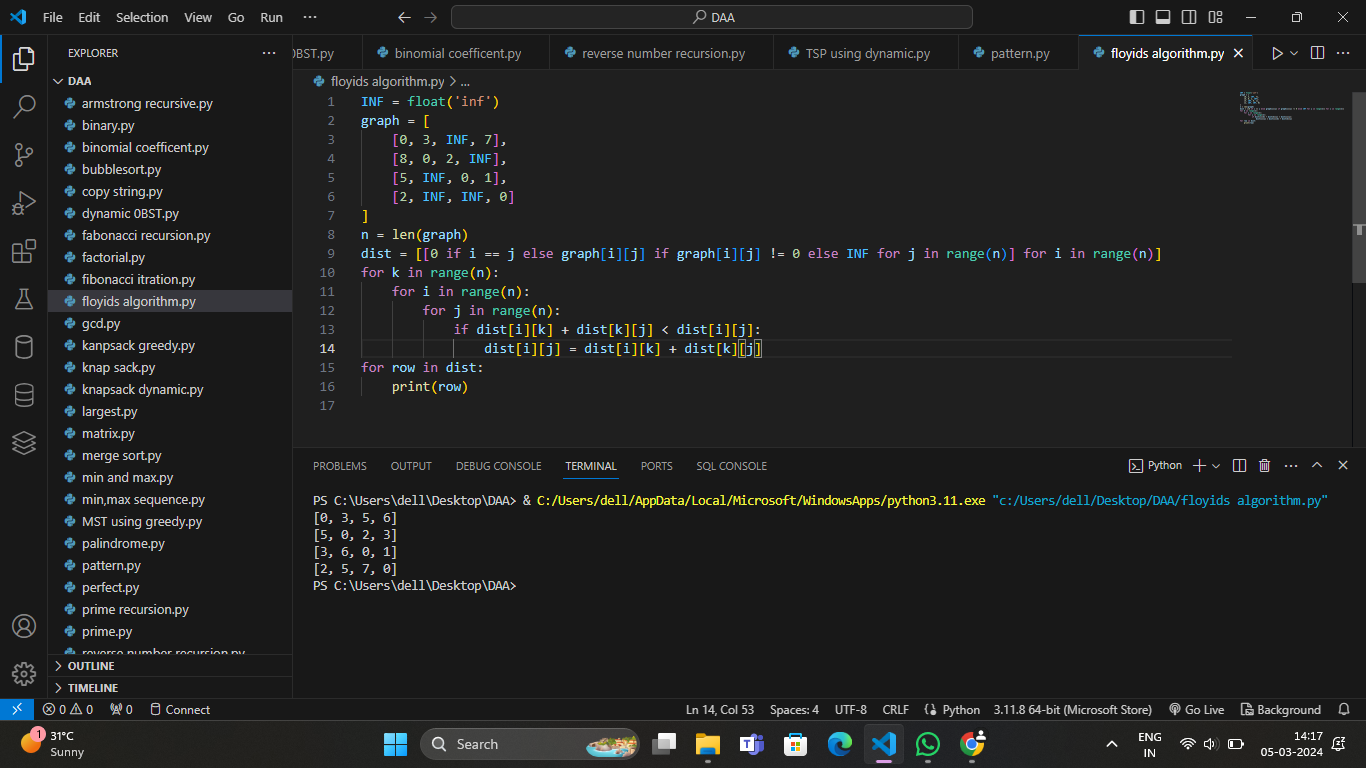 File Edit Selection View Go Run ··· DAA
EXPLORER ···
DAA
armstrong recursive.py
binary.py
binomial coefficent.py
bubblesort.py
copy string.py
dynamic 0BST.py
fabonacci recursion.py
factorial.py
fibonacci itration.py
floyids algorithm.py
gcd.py
kanpsack greedy.py
knap sack.py
knapsack dynamic.py
largest.py
matrix.py
merge sort.py
min and max.py
min,max sequence.py
MST using greedy.py
palindrome.py
pattern.py
perfect.py
prime recursion.py
prime.py
reverse number recursion.py
OUTLINE
TIMELINE
0BST.py binomial coefficent.py reverse number recursion.py TSP using dynamic.py pattern.py floyids algorithm.py
floyids algorithm.py > ...
1 INF = float('inf')
2 graph = [
3 [0, 3, INF, 7],
4 [8, 0, 2, INF],
5 [5, INF, 0, 1],
6 [2, INF, INF, 0]
7 ]
8 n = len(graph)
9 dist = [[0 if i == j else graph[i][j] if graph[i][j] != 0 else INF for j in range(n)] for i in range(n)]
10 for k in range(n):
11 for i in range(n):
12 for j in range(n):
13 if dist[i][k] + dist[k][j] < dist[i][j]:
14 dist[i][j] = dist[i][k] + dist[k][j]
15 for row in dist:
16 print(row)
17
PROBLEMS OUTPUT DEBUG CONSOLE TERMINAL PORTS SQL CONSOLE Python
PS C:\Users\dell\Desktop\DAA> & C:/Users/dell/AppData/Local/Microsoft/WindowsApps/python3.11.exe "c:/Users/dell/Desktop/DAA/floyids algorithm.py"
[0, 3, 5, 6]
[5, 0, 2, 3]
[3, 6, 0, 1]
[2, 5, 7, 0]
PS C:\Users\dell\Desktop\DAA>
0 0 0 Connect Ln 14, Col 53 Spaces: 4 UTF-8 CRLF Python 3.11.8 64-bit (Microsoft Store) Go Live Background
1 31°C
Sunny
Search
ENG
IN
14:17
05-03-2024